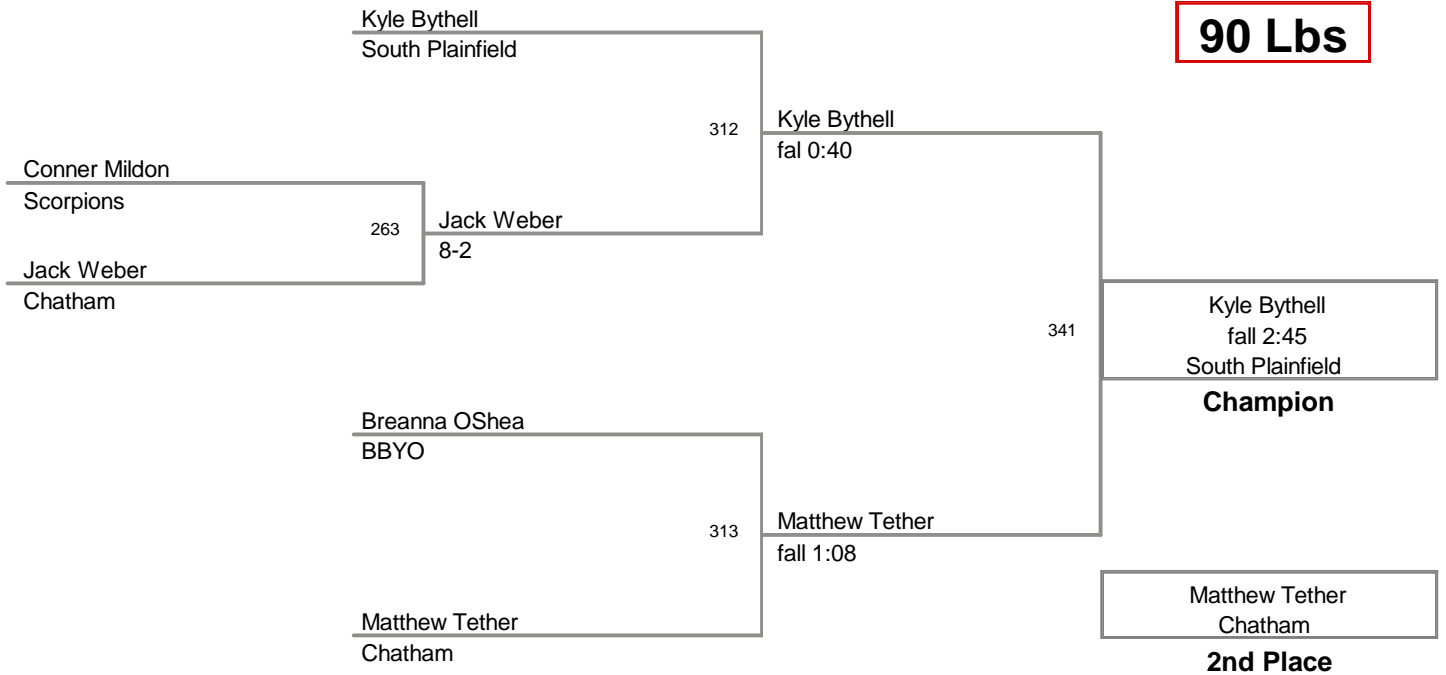 Kyle Bythell
South Plainfield
90 Lbs
312
Kyle Bythell
fal 0:40
Conner Mildon
Scorpions
263
Jack Weber
8-2
Jack Weber
Chatham
341
Kyle Bythell
fall 2:45
South Plainfield
Champion
Breanna OShea
BBYO
313
Matthew Tether
fall 1:08
Matthew Tether
Chatham
Matthew Tether
Chatham
2nd Place